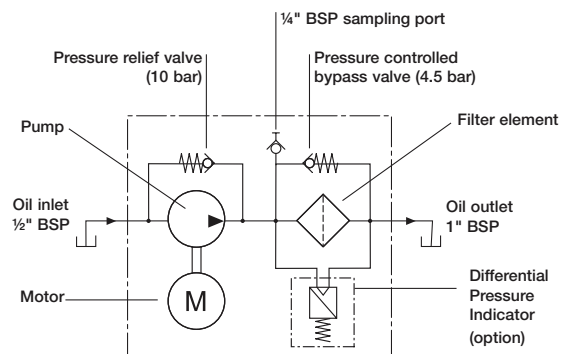 ¼" BSP sampling port
Pressure relief valve
(10 bar)
Pressure controlled
bypass valve (4.5 bar)
Pump
Filter element
Oil inlet
½" BSP
Oil outlet
1" BSP
Motor
M
Differential
Pressure
Indicator
(option)